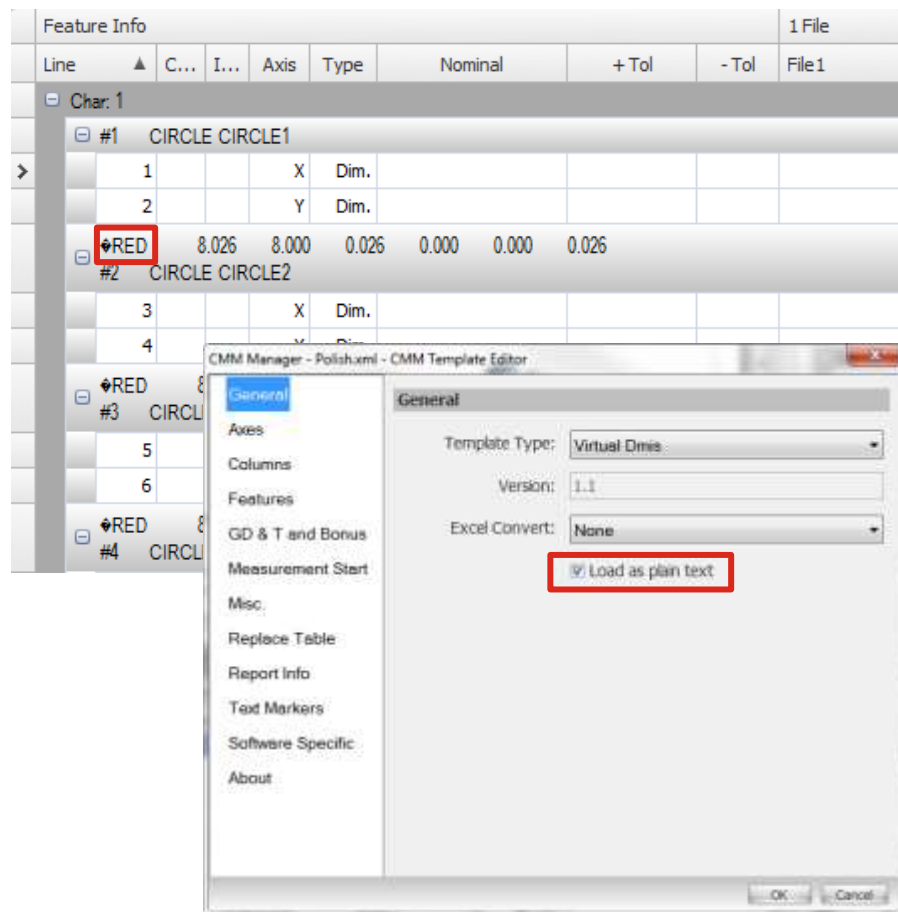 Feature Info 1 File
Line ▲ C... I... Axis Type Nominal +Tol -Tol File1
Char: 1
#1 CIRCLE CIRCLE1
1 X Dim.
2 Y Dim.
�RED 8.026 8.000 0.026 0.000 0.000 0.026
#2 CIRCLE CIRCLE2
3 X Dim.
4
�RED
#3
5
6
�RED
#4
CMM Manager - Polish.xml - CMM Template Editor
General
Axes
Columns
Features
GD & T and Bonus
Measurement Start
Misc.
Replace Table
Report Info
Text Markers
Software Specific
About
General
Template Type: Virtual Dmis
Version: 1.1
Excel Convert: None
Load as plain text
OK Cancel